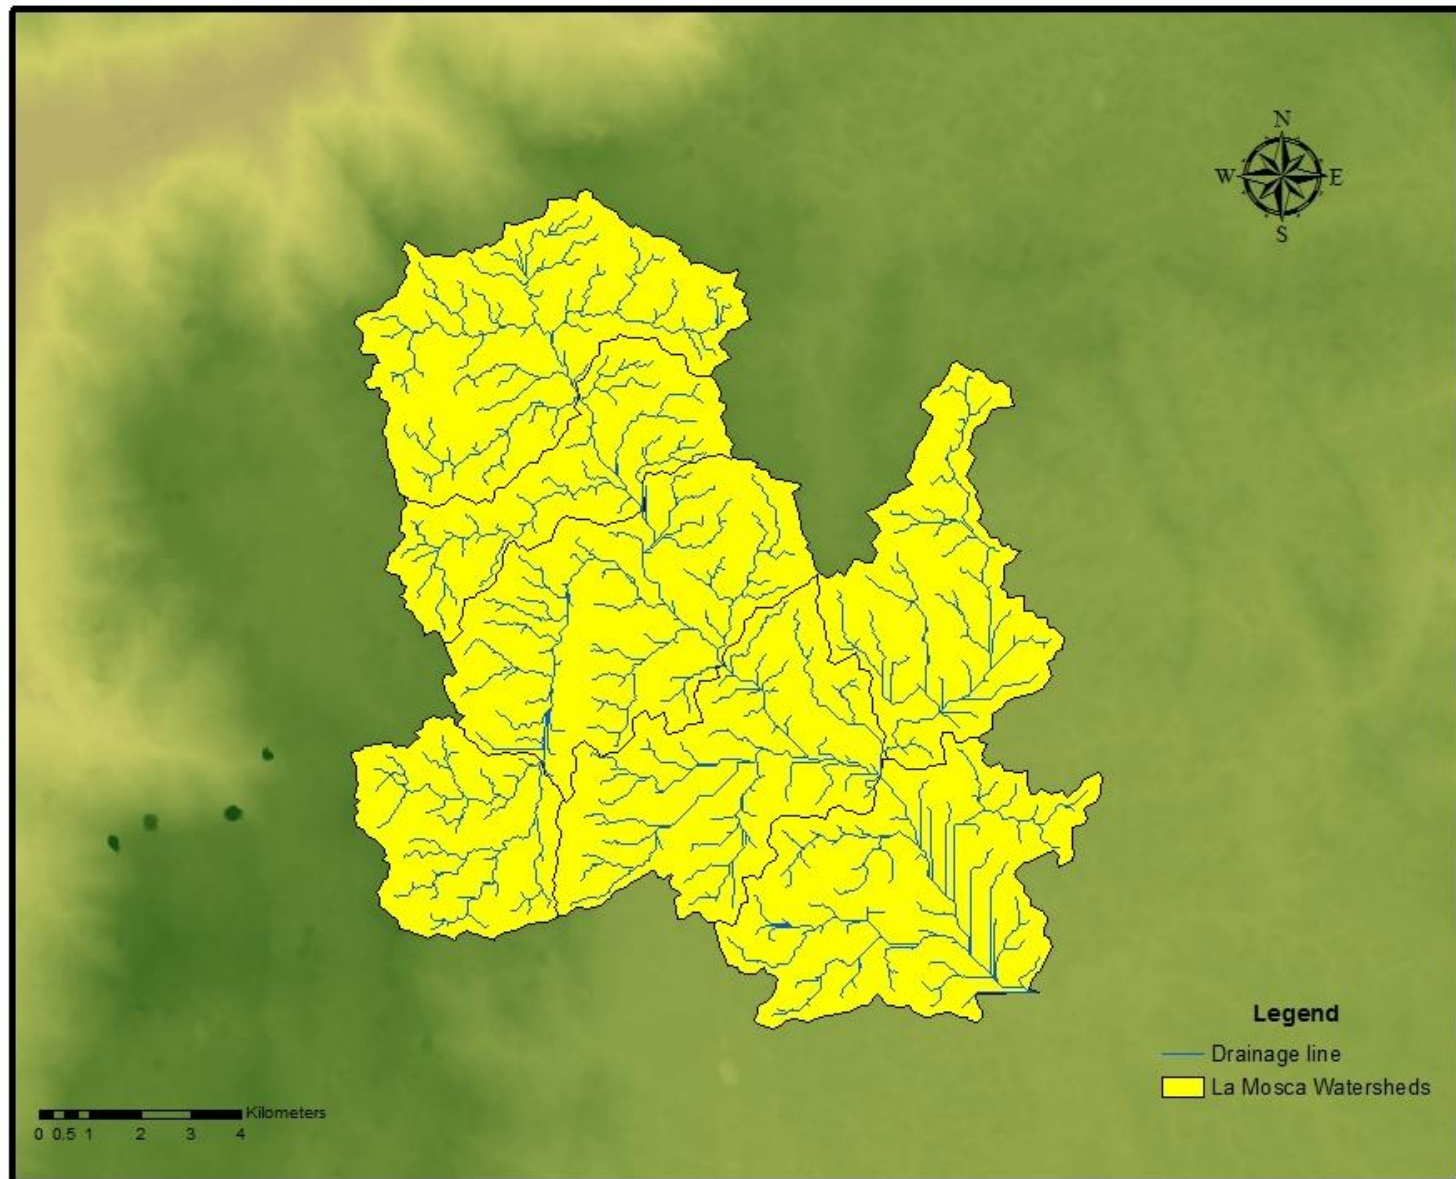 N
W E
S
Legend
Drainage line
La Mosca Watersheds
Kilometers
0 0.5 1 2 3 4